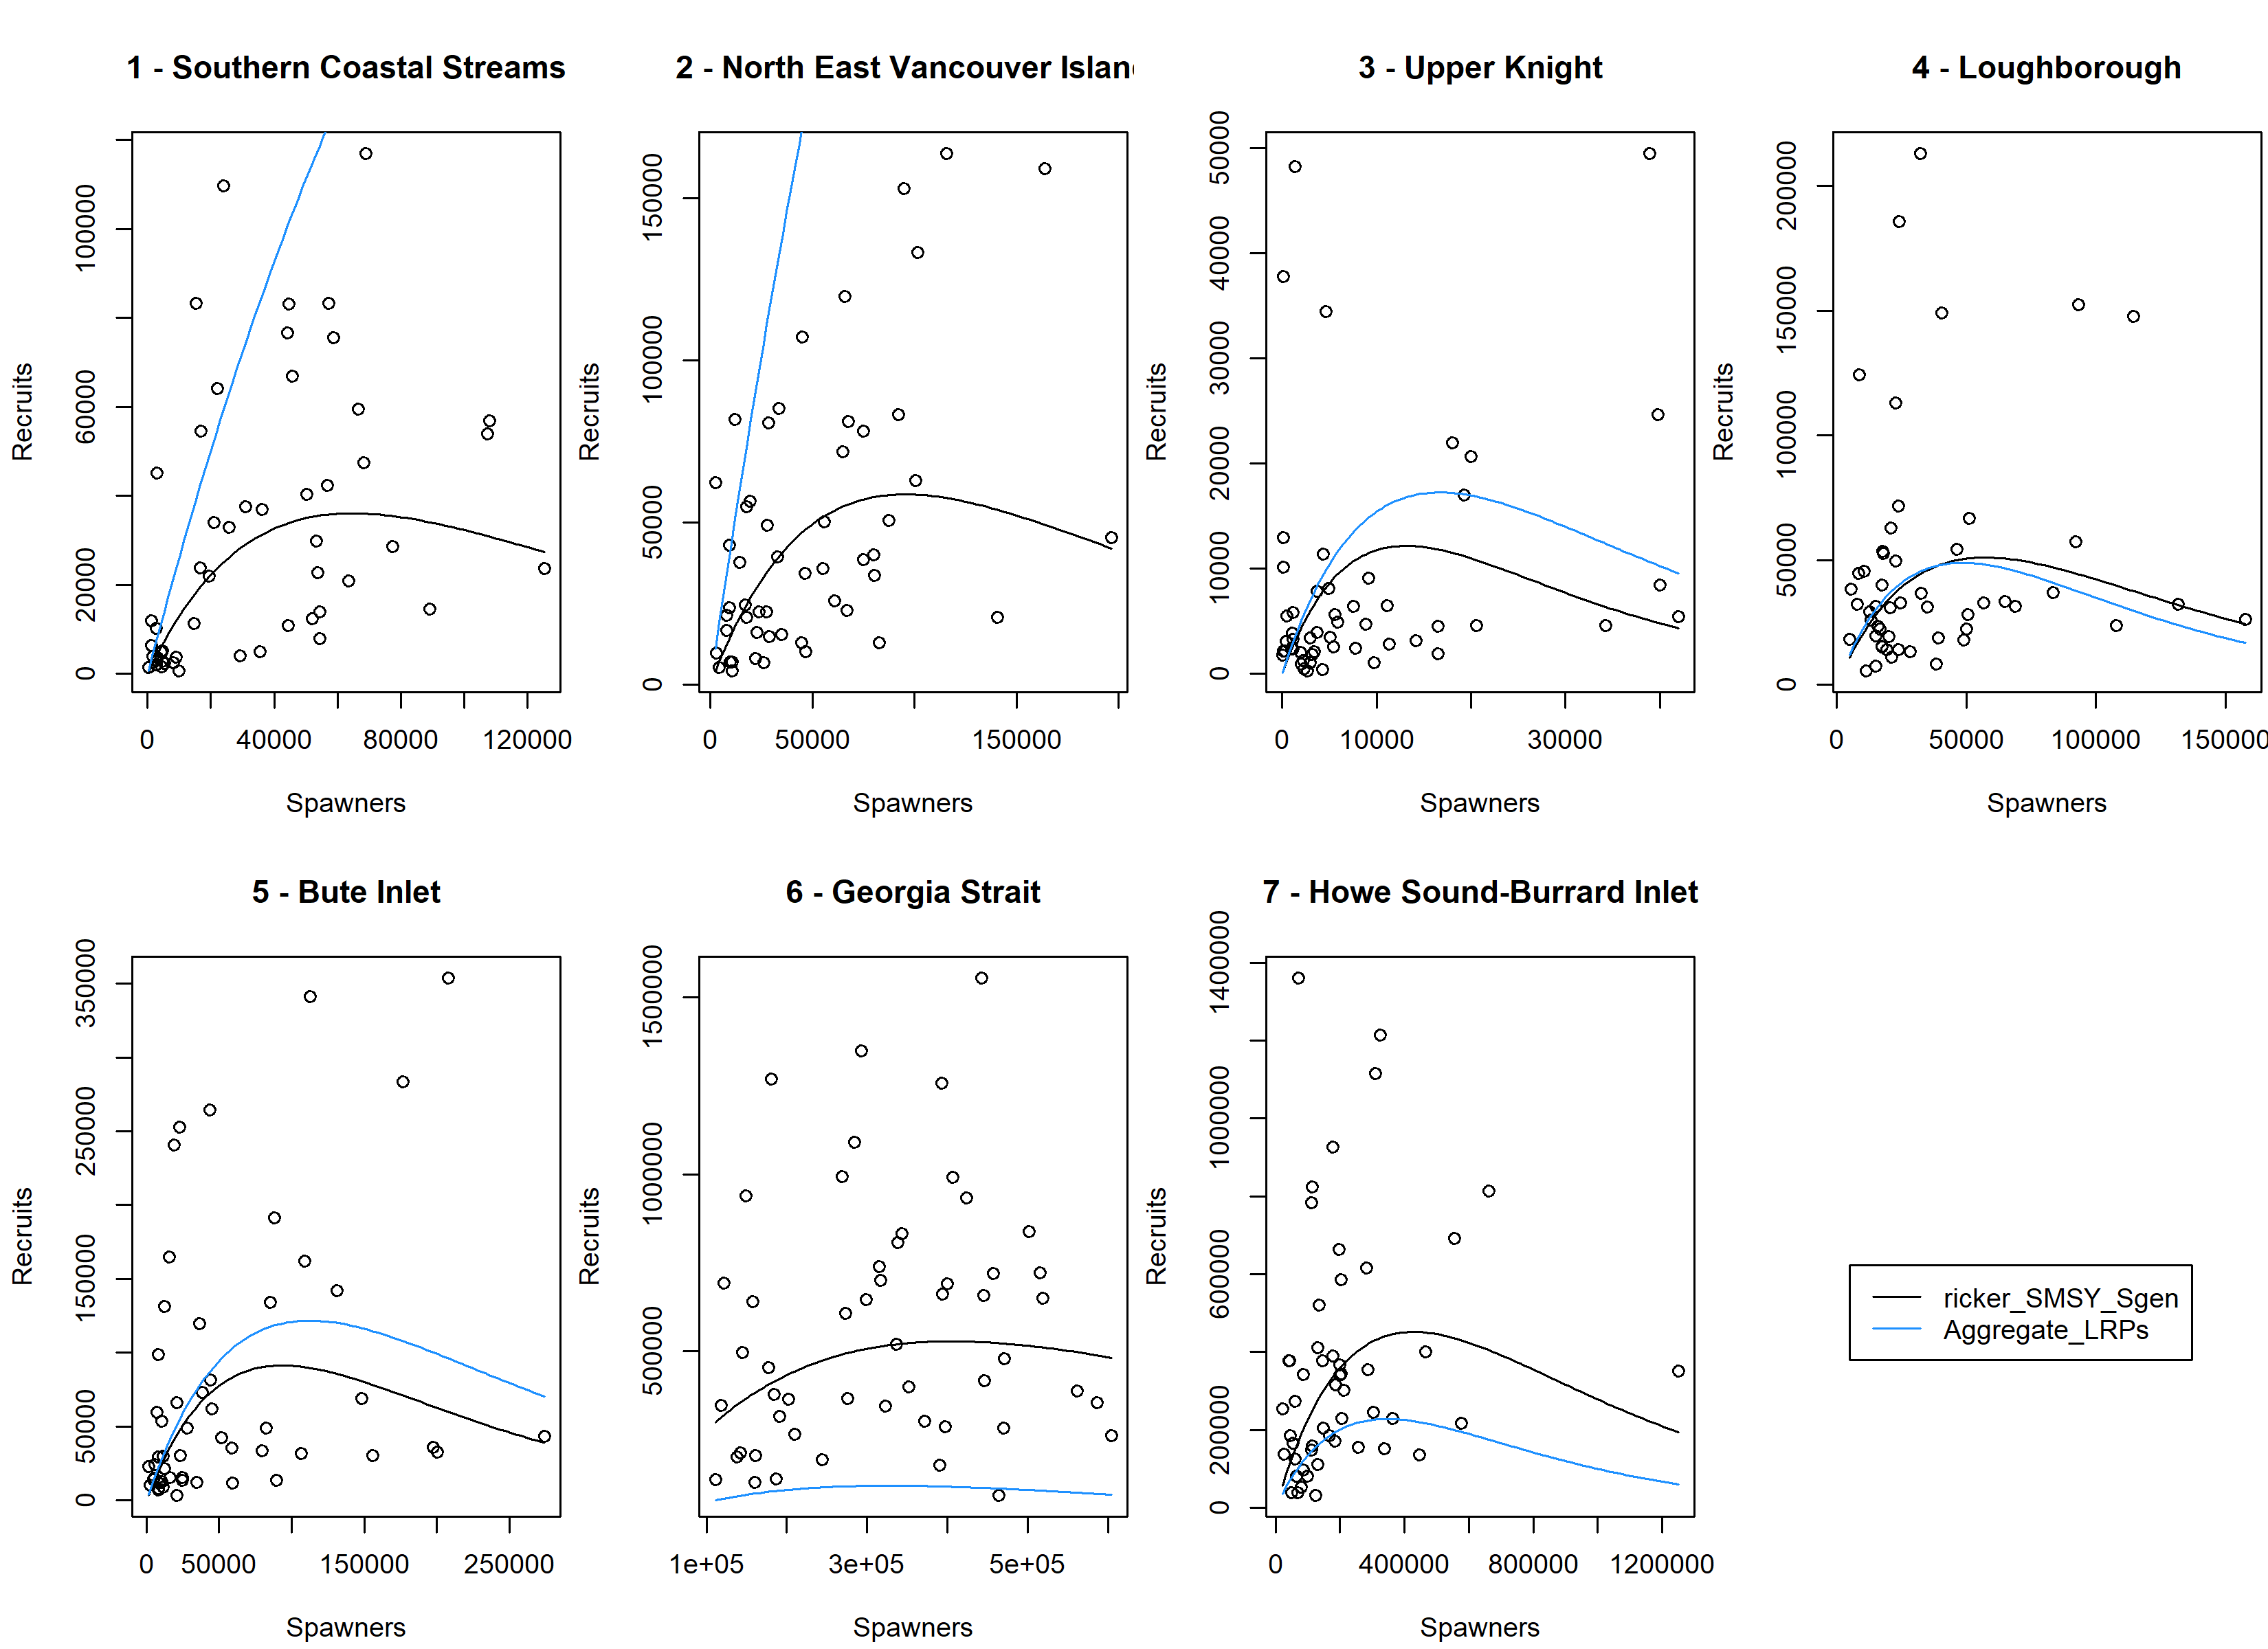 1 - Southern Coastal Streams
Recruits
0
20000
60000
100000
0
40000
80000
120000
Spawners
2 - North East Vancouver Islan
Recruits
0
50000
100000
150000
0
50000
150000
Spawners
3 - Upper Knight
Recruits
0
10000
20000
30000
40000
50000
0
10000
30000
Spawners
4 - Loughborough
Recruits
0
50000
100000
150000
200000
0
50000
100000
150000
Spawners
5 - Bute Inlet
Recruits
0
50000
150000
250000
350000
0
50000
150000
250000
Spawners
6 - Georgia Strait
Recruits
500000
1000000
1500000
1e+05
3e+05
5e+05
Spawners
7 - Howe Sound-Burrard Inlet
Recruits
0
200000
600000
1000000
1400000
0
400000
800000
1200000
Spawners
ricker_SMSY_Sgen
Aggregate_LRPs